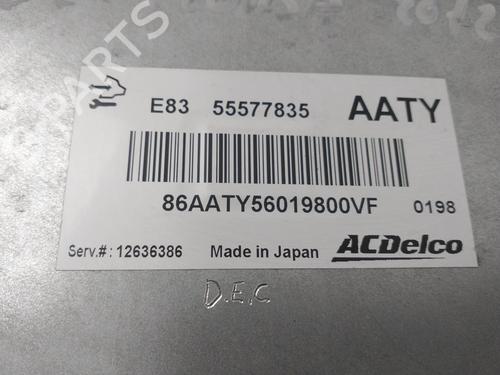 E83 55577835 AATY
86AATY56019800VF 0198
Serv.#: 12636386 Made in Japan ACDelco
D.E.C